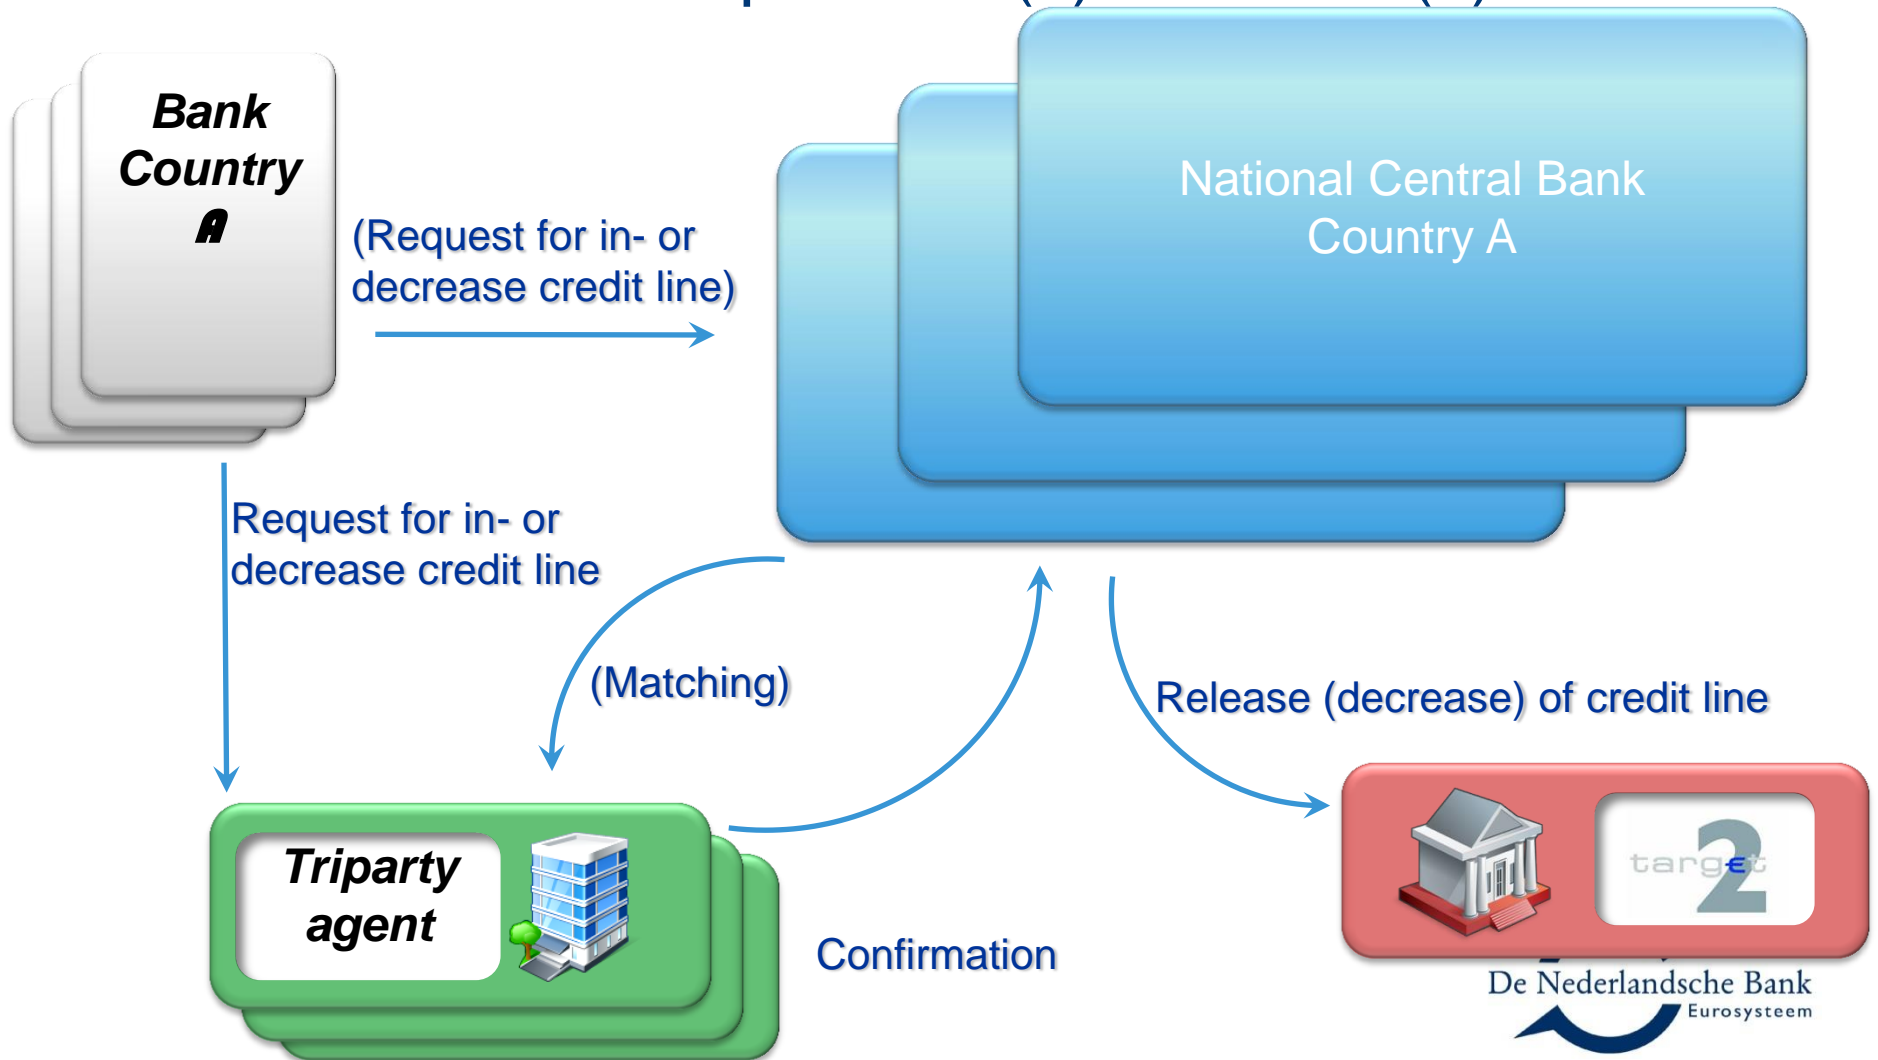 Bank
Country
A
National Central Bank
Country A
(Request for in- or
decrease credit line)
Request for in- or
decrease credit line
(Matching)
Release (decrease) of credit line
Triparty
agent
Confirmation
target
2
De Nederlandsche Bank
Eurosysteem